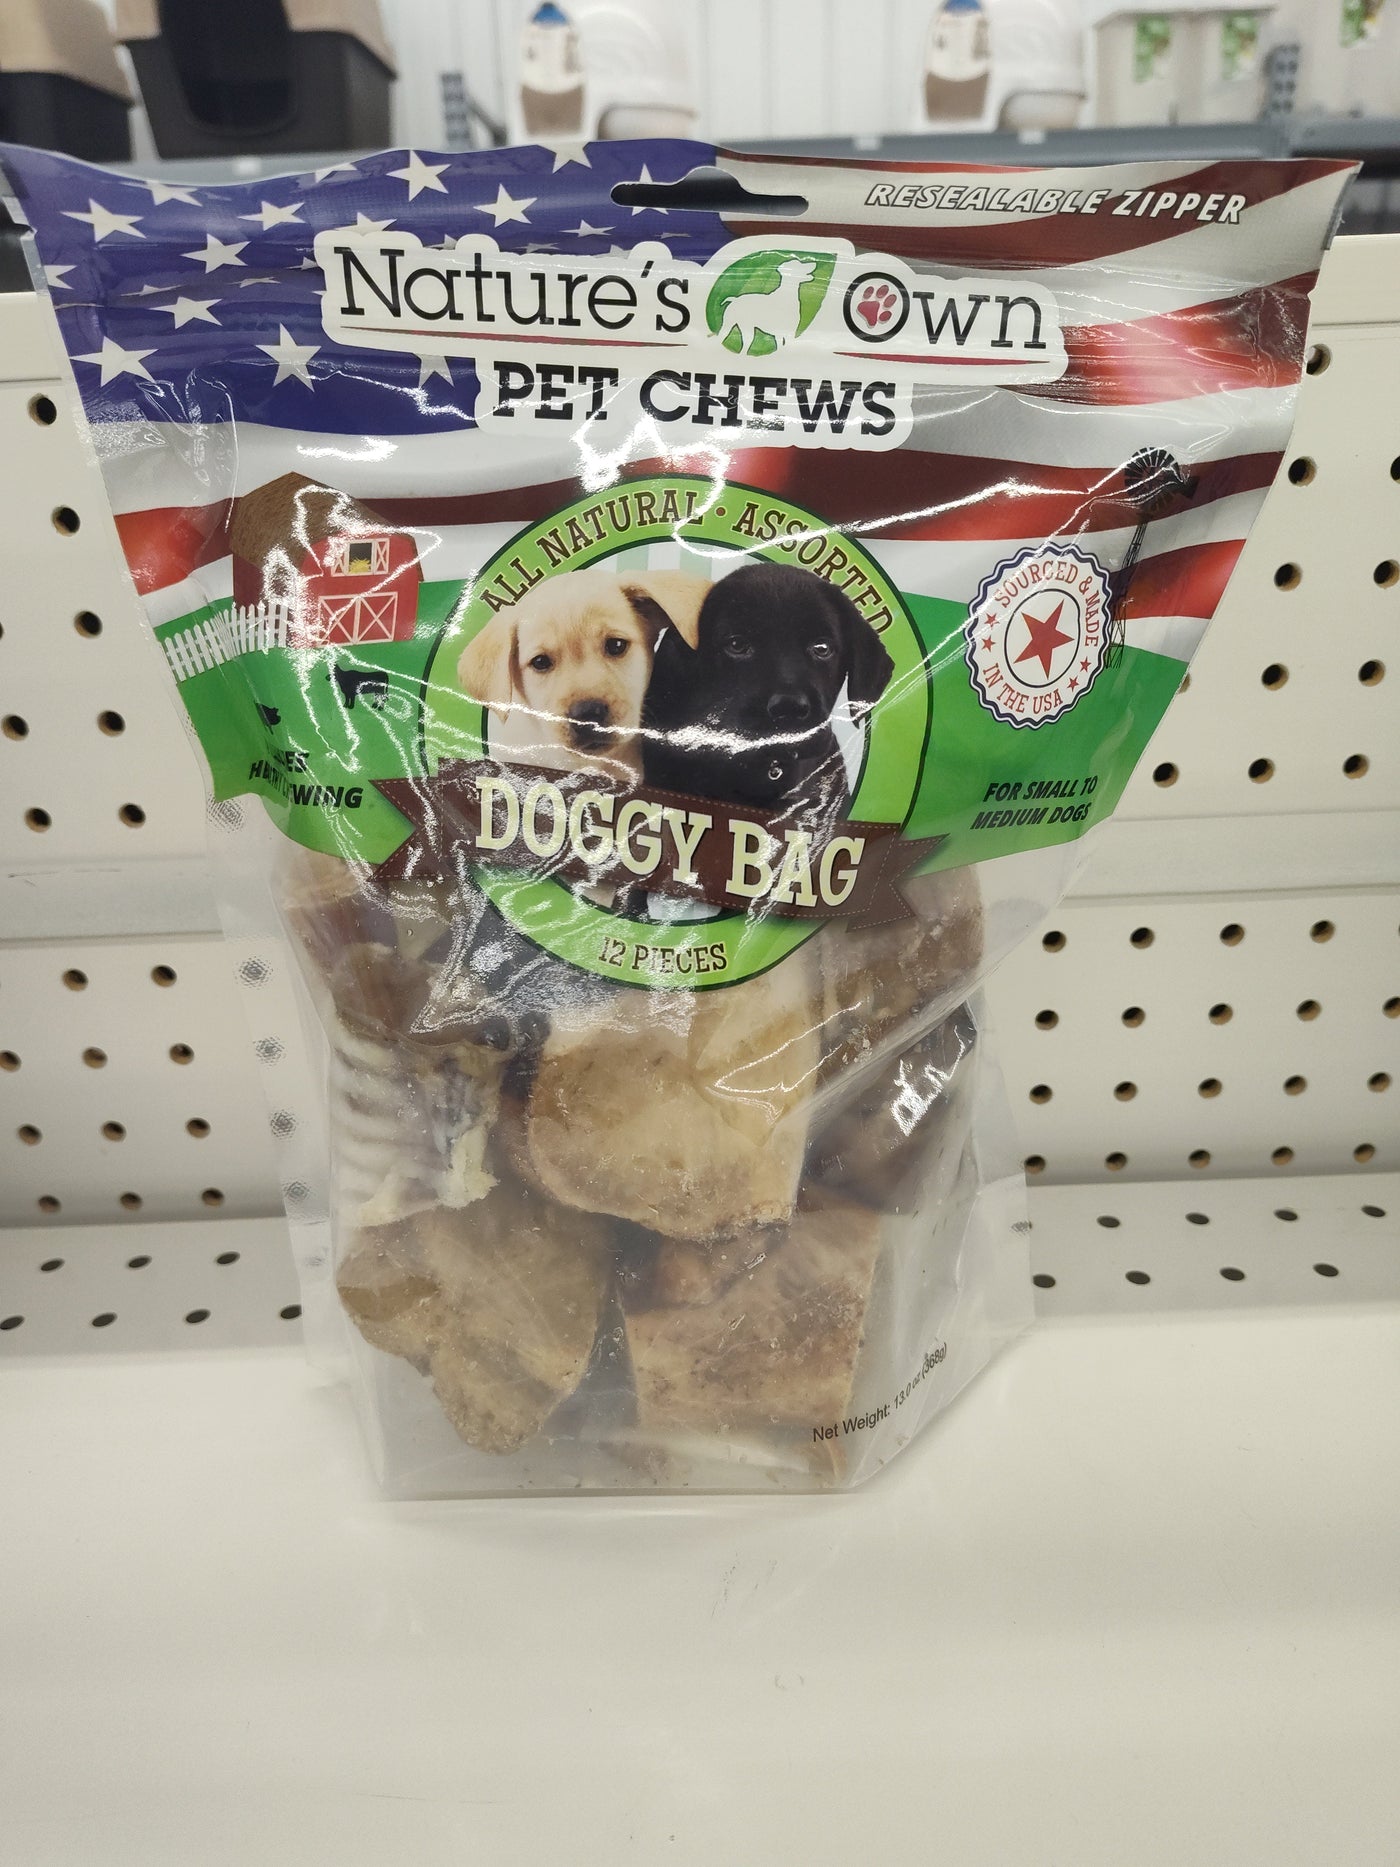 RESEALABLE ZIPPER
Nature's Own
PET CHEWS
ALL NATURAL • ASSORTED
SOURCED & MADE
IN THE USA
WING
FOR SMALL TO
MEDIUM DOGS
DOGGY BAG
12 PIECES
Net Weight: 13.0 oz (368g)